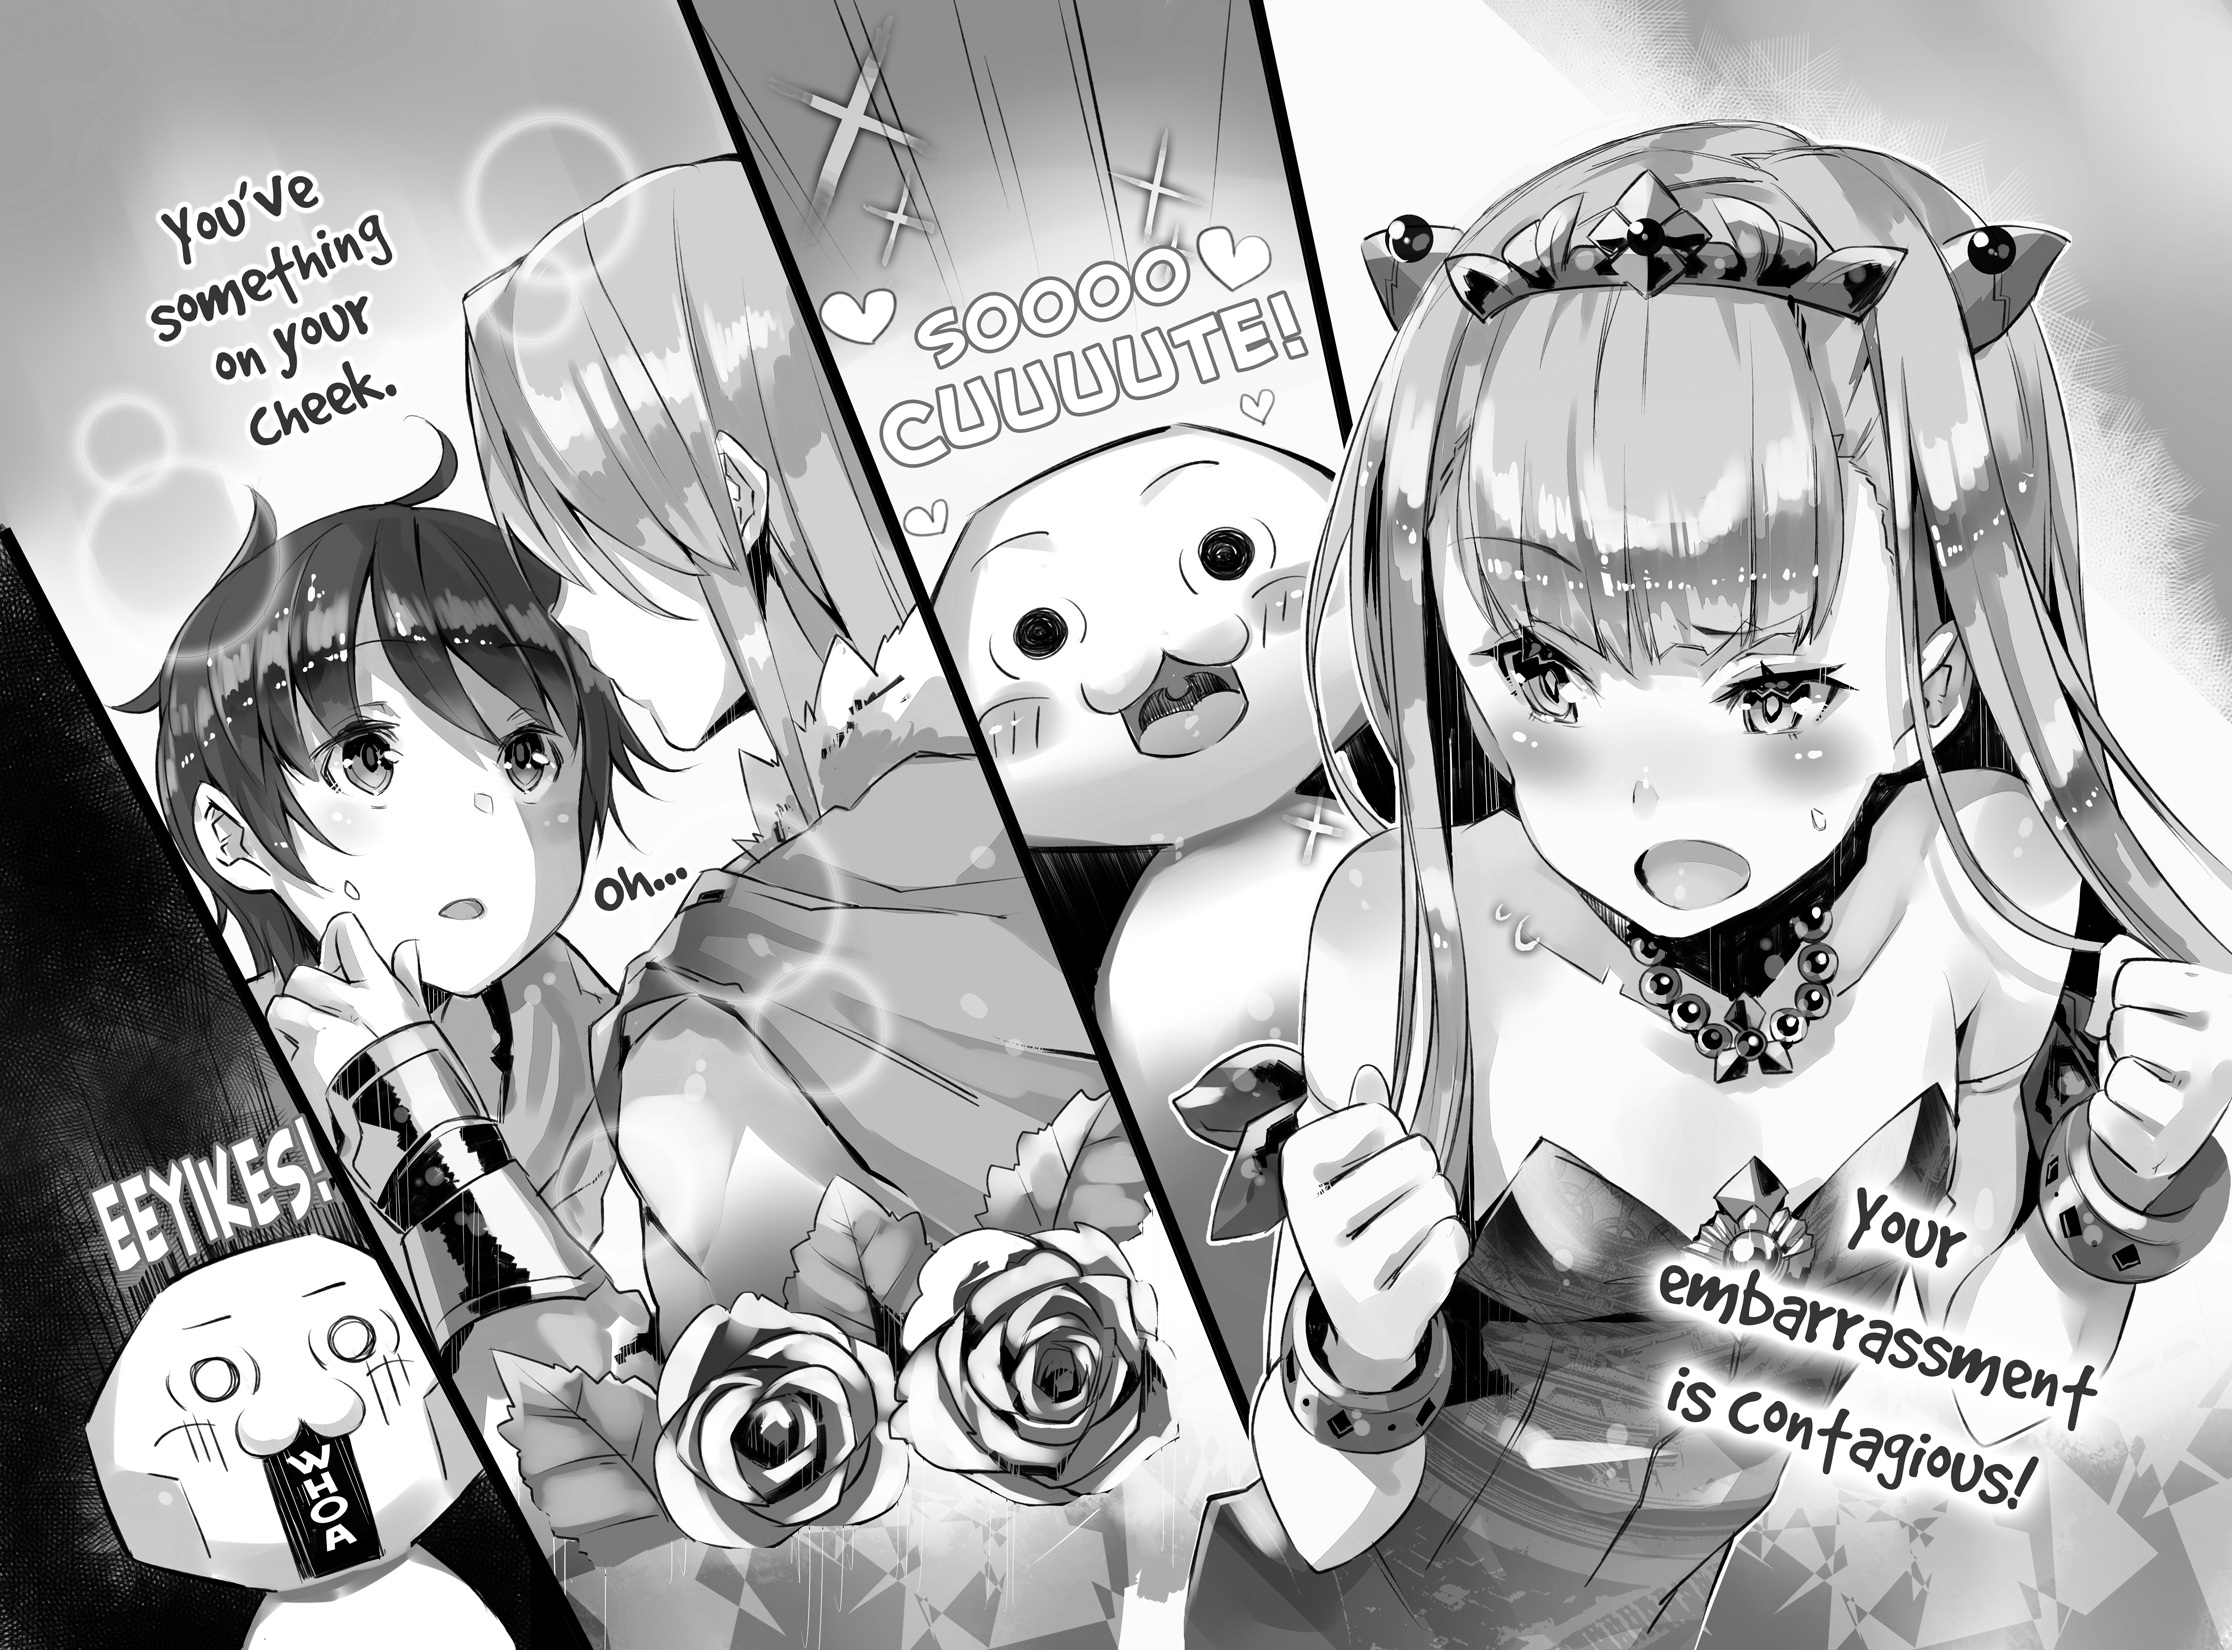 You've
something
on your
cheek.
oh...
EEYIKES!
WHOA
SOOOO
CUUUUTE!
Your
embarrassment
is contagious!